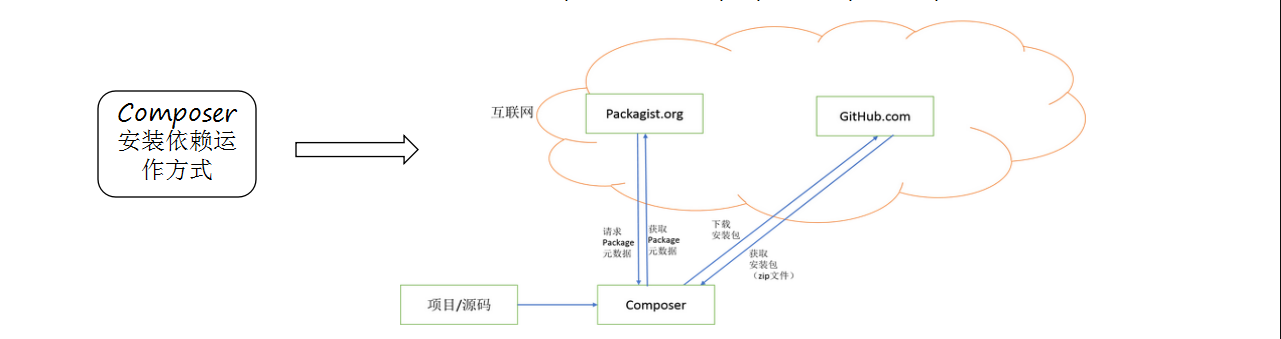 Composer
安装依赖运
作方式
互联网
Packagist.org
GitHub.com
请求
Package
元数据
获取
Package
元数据
下载
安装包
获取
安装包
（zip文件）
项目/源码
Composer